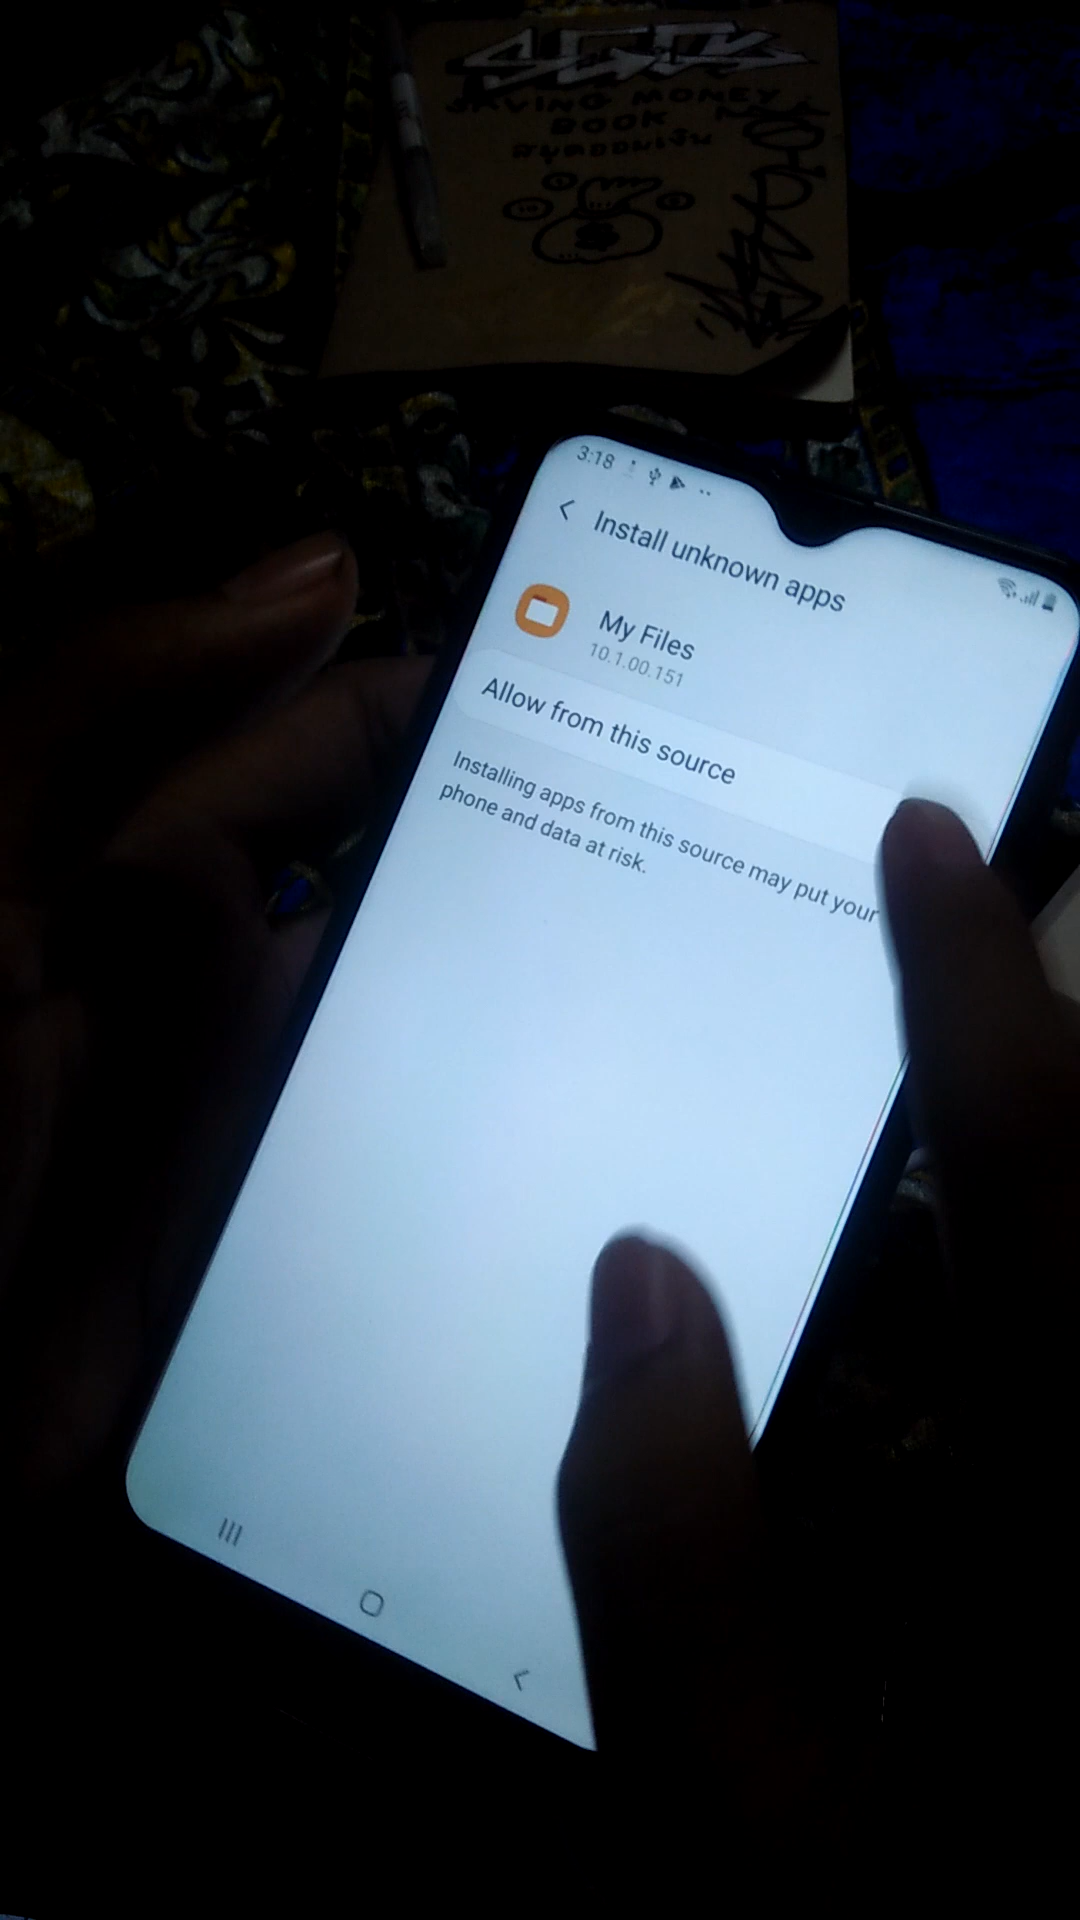 SAVING MONEY
BOOK
3:18
Install unknown apps
My Files
10.1.00.151
Allow from this source
Installing apps from this source may put your
phone and data at risk.